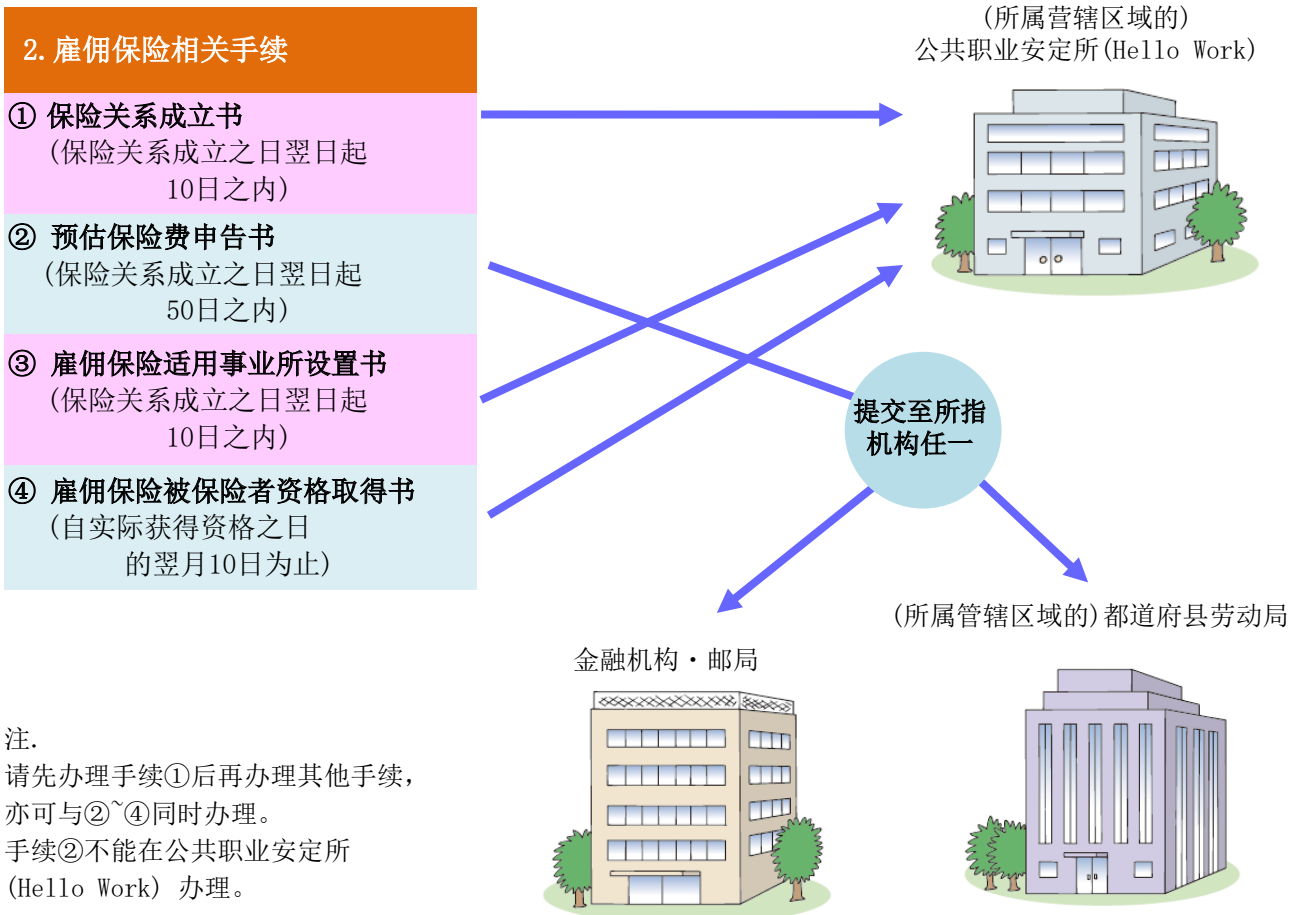 2.雇佣保险相关手续
① 保险关系成立书
(保险关系成立之日翌日起
10日之内)
② 预估保险费申告书
(保险关系成立之日翌日起
50日之内)
③ 雇佣保险适用事业所设置书
(保险关系成立之日翌日起
10日之内)
④ 雇佣保险被保险者资格取得书
(自实际获得资格之日
的翌月10日为止)
(所属营辖区域的)
公共职业安定所(Hello Work)
提交至所指
机构任一
(所属管辖区域的)都道府县劳动局
金融机构・邮局
注.
请先办理手续①后再办理其他手续，
亦可与②~④同时办理。
手续②不能在公共职业安定所
(Hello Work) 办理。